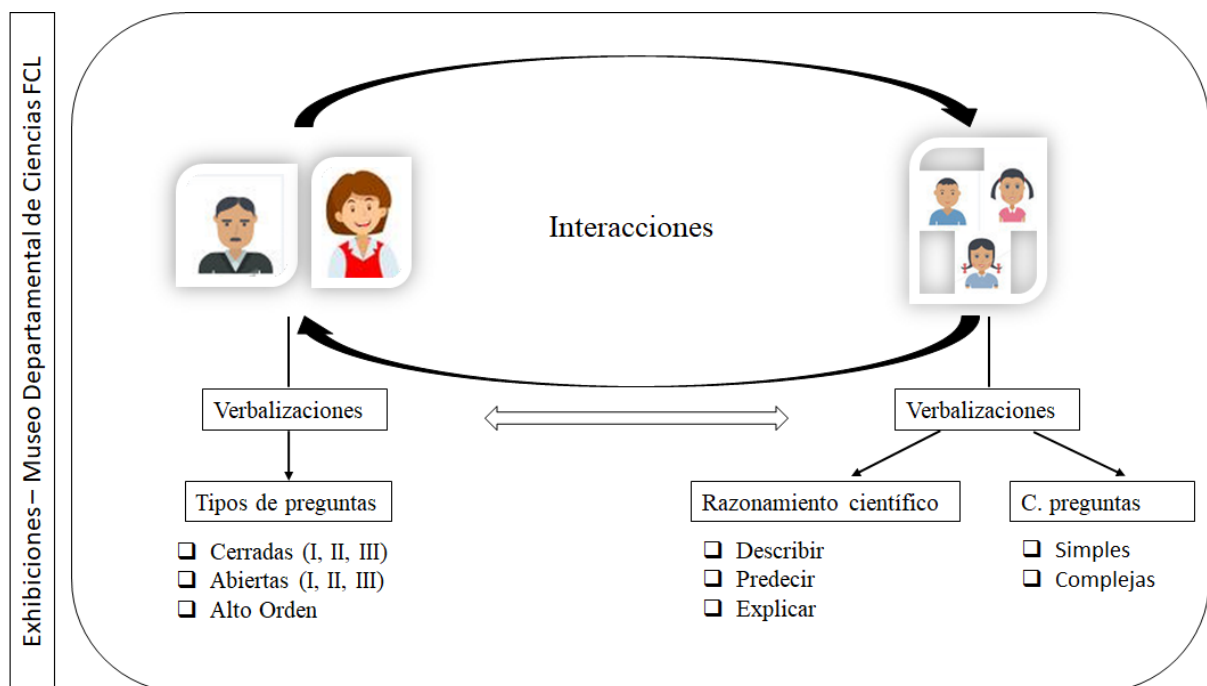 Exhibiciones – Museo Departamental de Ciencias FCL
Interacciones
Verbalizaciones
Tipos de preguntas
❑ Cerradas (I, II, III)
❑ Abiertas (I, II, III)
❑ Alto Orden
Verbalizaciones
Razonamiento científico
❑ Describir
❑ Predecir
❑ Explicar
C. preguntas
❑ Simples
❑ Complejas